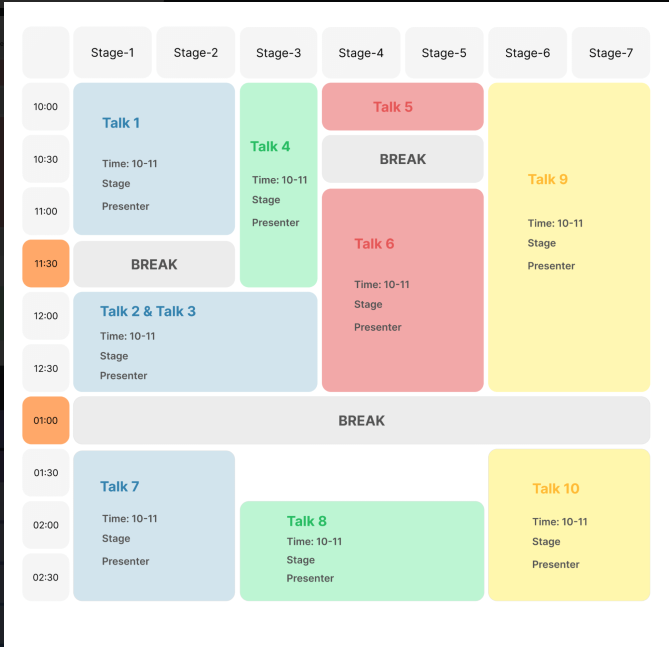 Stage-1 Stage-2 Stage-3 Stage-4 Stage-5 Stage-6 Stage-7
10:00
10:30
11:00
11:30
12:00
12:30
01:00
01:30
02:00
02:30
Talk 1
Time: 10-11
Stage
Presenter
BREAK
Talk 2 & Talk 3
Time: 10-11
Stage
Presenter
Talk 4
Time: 10-11
Stage
Presenter
Talk 5
BREAK
Talk 6
Time: 10-11
Stage
Presenter
Talk 9
Time: 10-11
Stage
Presenter
BREAK
Talk 7
Time: 10-11
Stage
Presenter
Talk 8
Time: 10-11
Stage
Presenter
Talk 10
Time: 10-11
Stage
Presenter